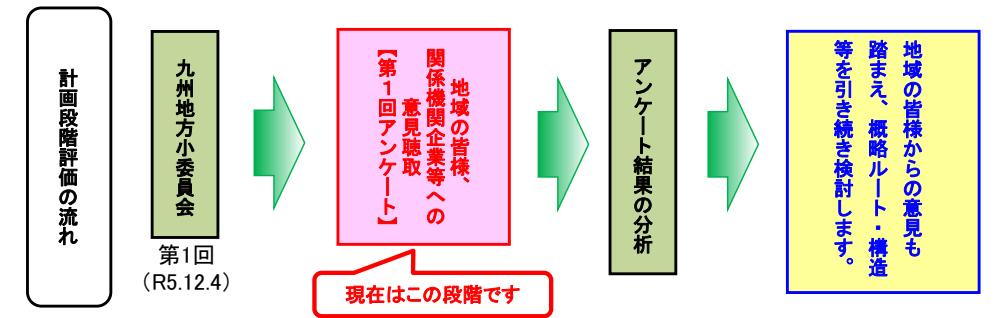 計画段階評価の流れ
九州地方小委員会
第1回
（R5.12.4）
地域の皆様、
関係機関企業等への
意見聴取
【第１回アンケート】
現在はこの段階です
アンケート結果の分析
地域の皆様からの意見も
踏まえ、概略ルート・構造
等を引き続き検討します。